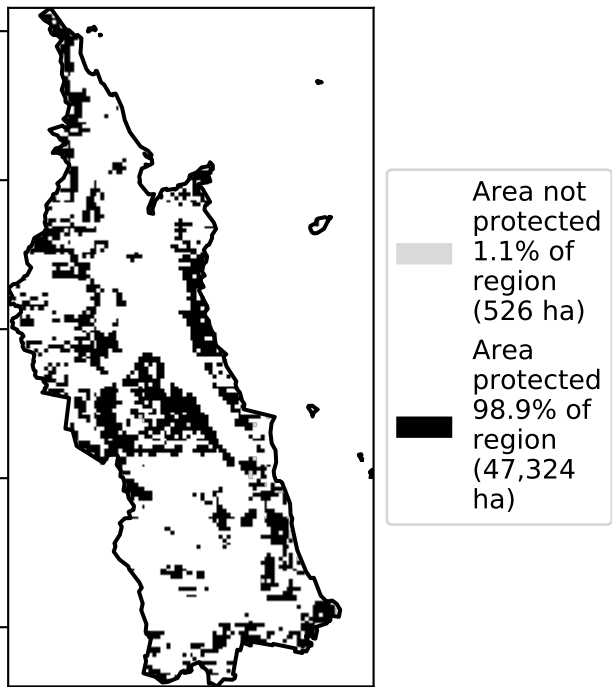 Area not
protected
1.1% of
region
(526 ha)
Area
protected
98.9% of
region
(47,324
ha)